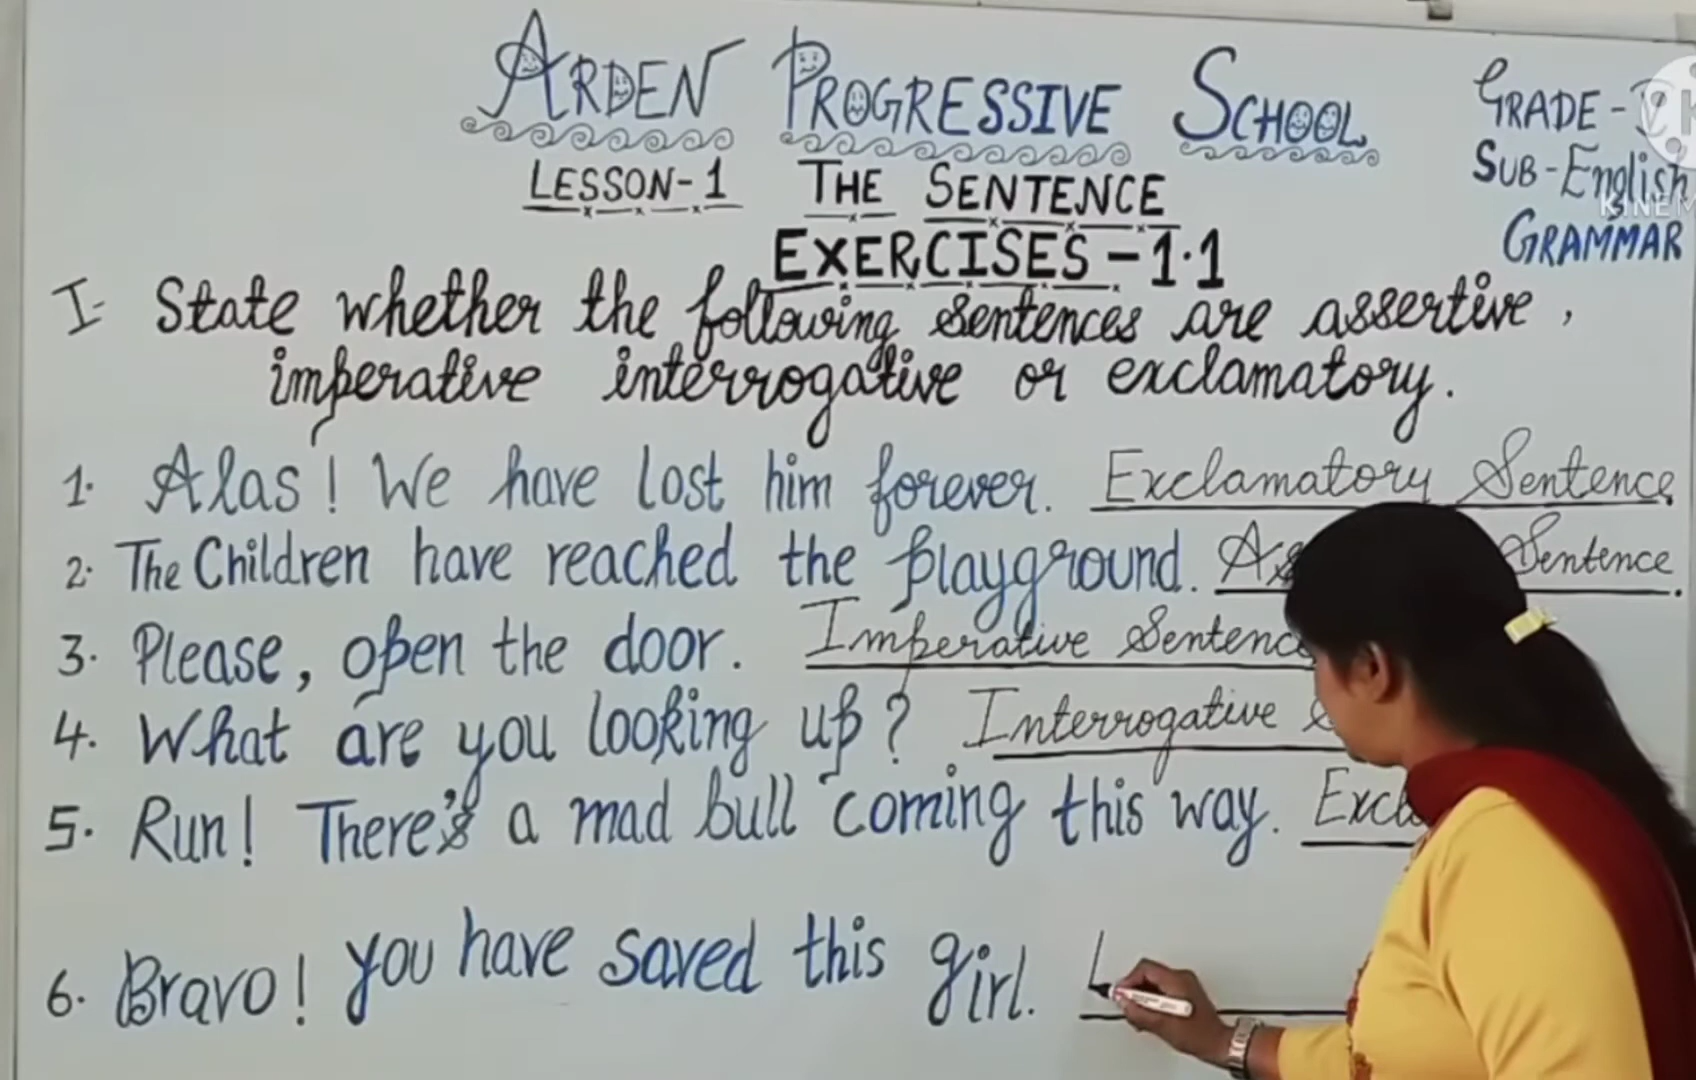 ARDEN PROGRESSIVE SCHOOL
GRADE - V
SUB - English
GRAMMAR
LESSON - 1 THE SENTENCE
EXERCISES - 1.1
I- State whether the following sentences are assertive,
imperative interrogative or exclamatory.
1. Alas! We have lost him forever. Exclamatory Sentence.
2. The Children have reached the playground. Sentence.
3. Please, open the door. Imperative Sentence
4. What are you looking up? Interrogative
5. Run! There's a mad bull coming this way.
6. Bravo! you have saved this girl.